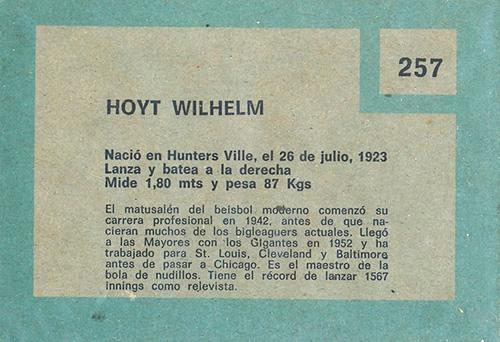 257
HOYT WILHELM
Nació en Hunters Ville, el 26 de julio, 1923
Lanza y batea a la derecha
Mide 1,80 mts y pesa 87 Kgs
El matusalén del beisbol moderno comenzó su
carrera profesional en 1942, antes de que na-
cieran muchos de los bigleaguers actuales. Llegó
a las Mayores con los Gigantes en 1952 y ha
trabajado para St. Louis, Cleveland y Baltimore
antes de pasar a Chicago. Es el maestro de la
bola de nudillos. Tiene el récord de lanzar 1567
innings como relevista.